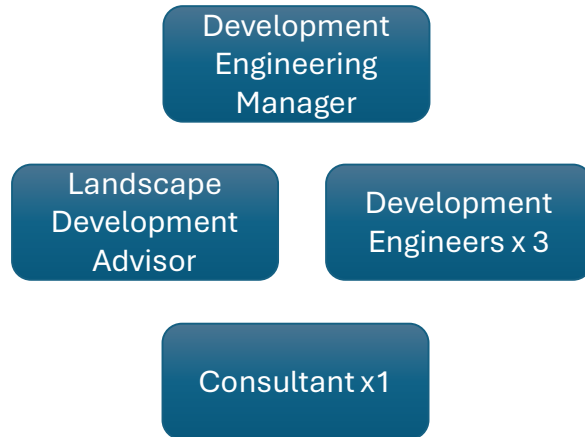 Development
Engineering
Manager
Landscape
Development
Advisor
Development
Engineers x 3
Consultant x1